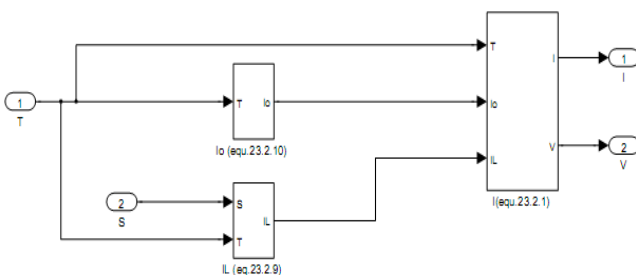 T
I
1
I
1
T
T
Io
Io
Io (equ.23.2.10)
V
2
V
IL
I(equ.23.2.1)
2
S
S
IL
T
IL (eq.23.2.9)